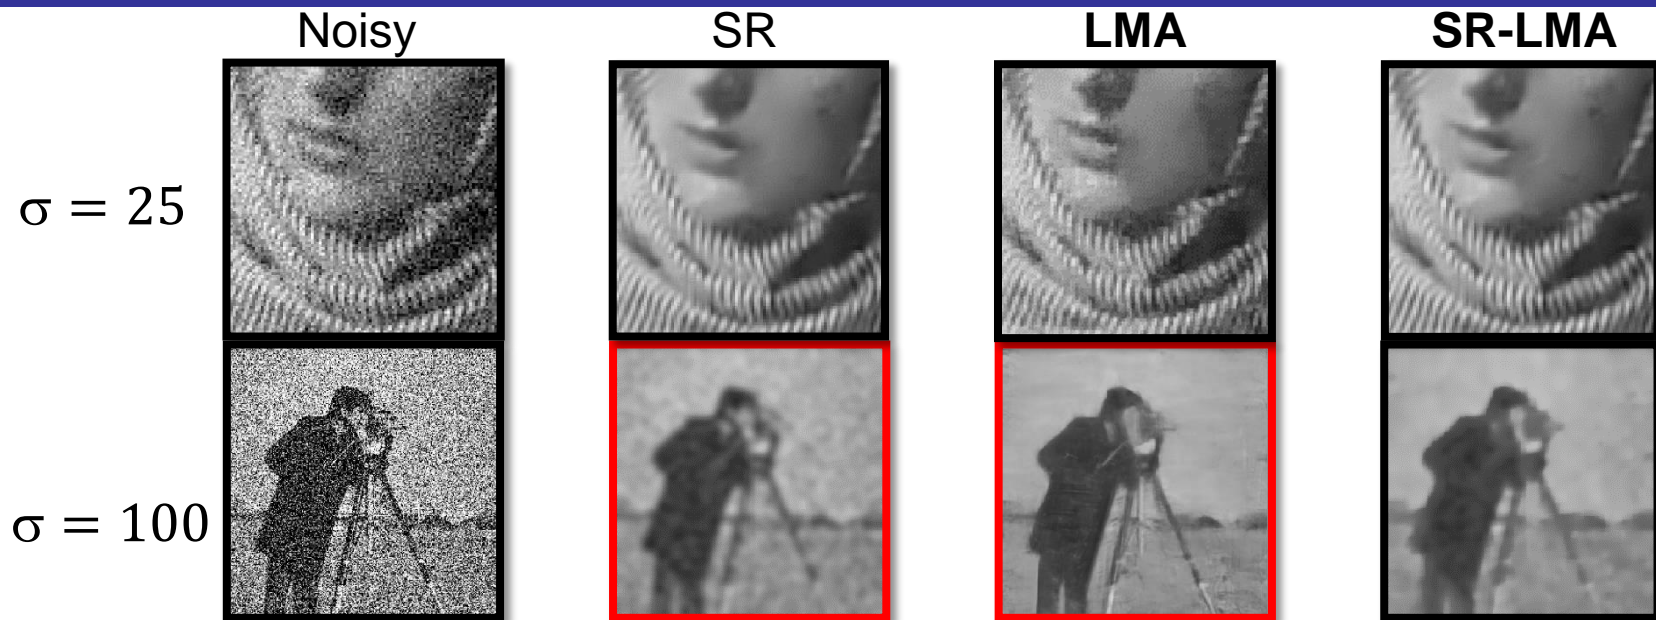 Noisy SR LMA SR-LMA
σ = 25
σ = 100